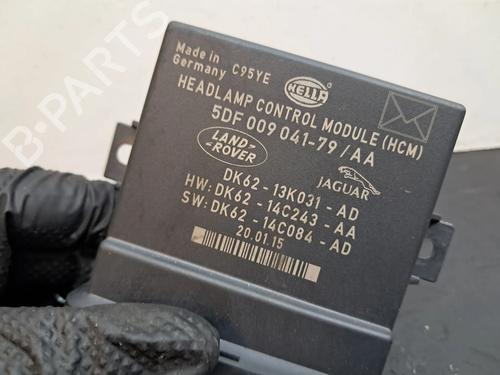 B-PARTS
Made in
Germany
C95YE
HELLA
HEADLAMP CONTROL MODULE (HCM)
5DF 009 041-79/AA
LAND-
ROVER
JAGUAR
DK62-13K031-AD
HW:DK62-14C243-AA
SW:DK62-14C084-AD
20.01.15